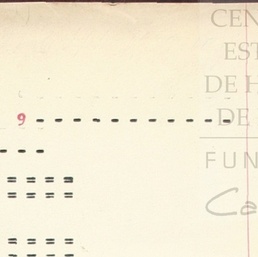 CEN
EST
DE H
DE
9 - - - - - - - - - - -
- - -
FUN
Ca
= = = =
= = = =
= = = =